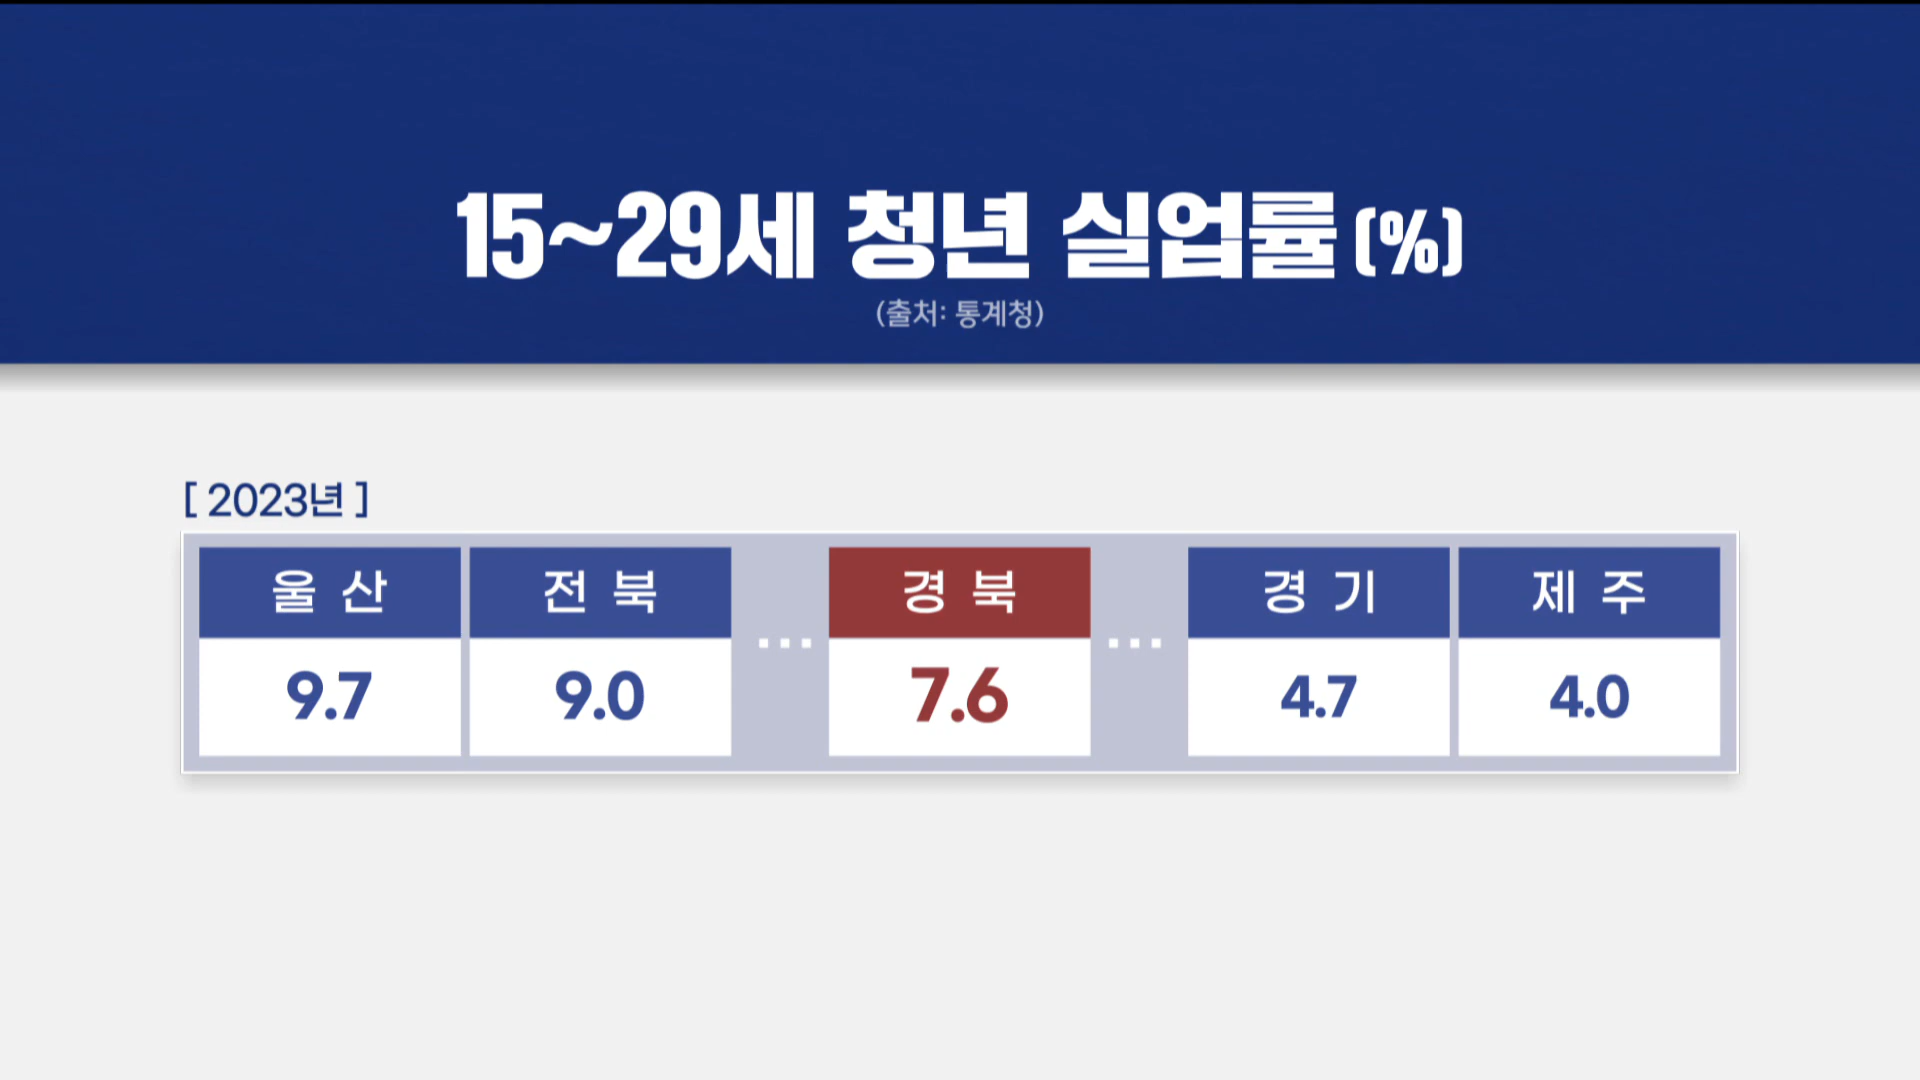 15~29세 청년 실업률 (%)
(출처: 통계청)
[ 2023년 ]
울 산 전 북 ... 경 북 ... 경 기 제 주
9.7 9.0 7.6 4.7 4.0